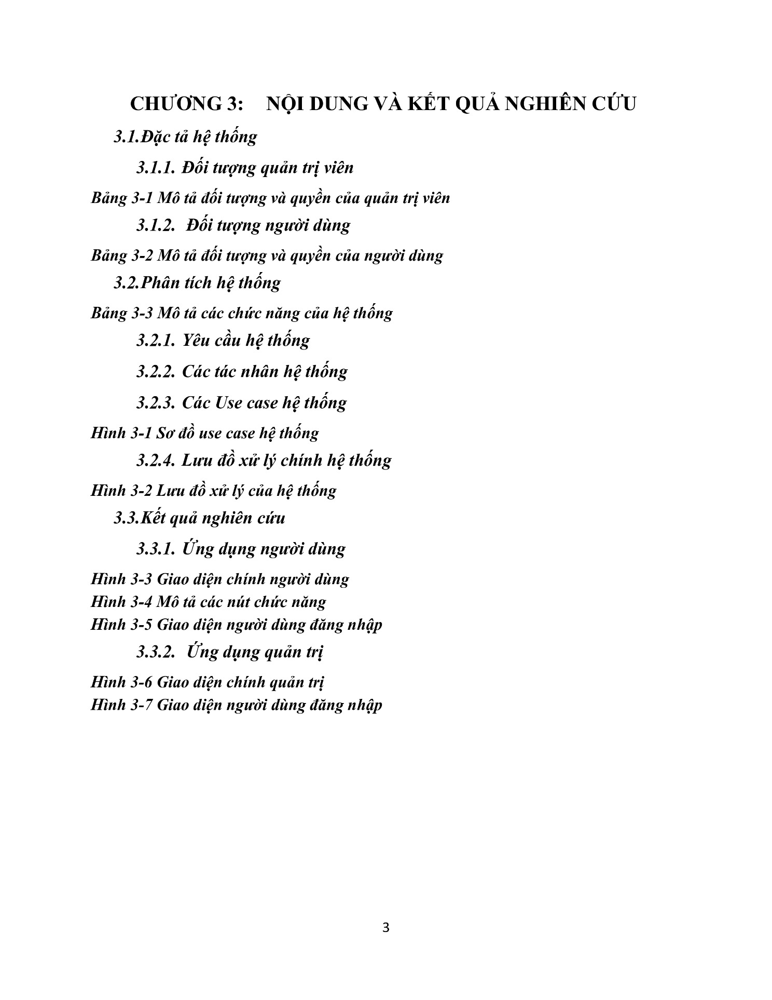 CHƯƠNG 3: NỘI DUNG VÀ KẾT QUẢ NGHIÊN CỨU
3.1.Đặc tả hệ thống
3.1.1. Đối tượng quản trị viên
Bảng 3-1 Mô tả đối tượng và quyền của quản trị viên
3.1.2. Đối tượng người dùng
Bảng 3-2 Mô tả đối tượng và quyền của người dùng
3.2.Phân tích hệ thống
Bảng 3-3 Mô tả các chức năng của hệ thống
3.2.1. Yêu cầu hệ thống
3.2.2. Các tác nhân hệ thống
3.2.3. Các Use case hệ thống
Hình 3-1 Sơ đồ use case hệ thống
3.2.4. Lưu đồ xử lý chính hệ thống
Hình 3-2 Lưu đồ xử lý của hệ thống
3.3.Kết quả nghiên cứu
3.3.1. Ứng dụng người dùng
Hình 3-3 Giao diện chính người dùng
Hình 3-4 Mô tả các nút chức năng
Hình 3-5 Giao diện người dùng đăng nhập
3.3.2. Ứng dụng quản trị
Hình 3-6 Giao diện chính quản trị
Hình 3-7 Giao diện người dùng đăng nhập
3